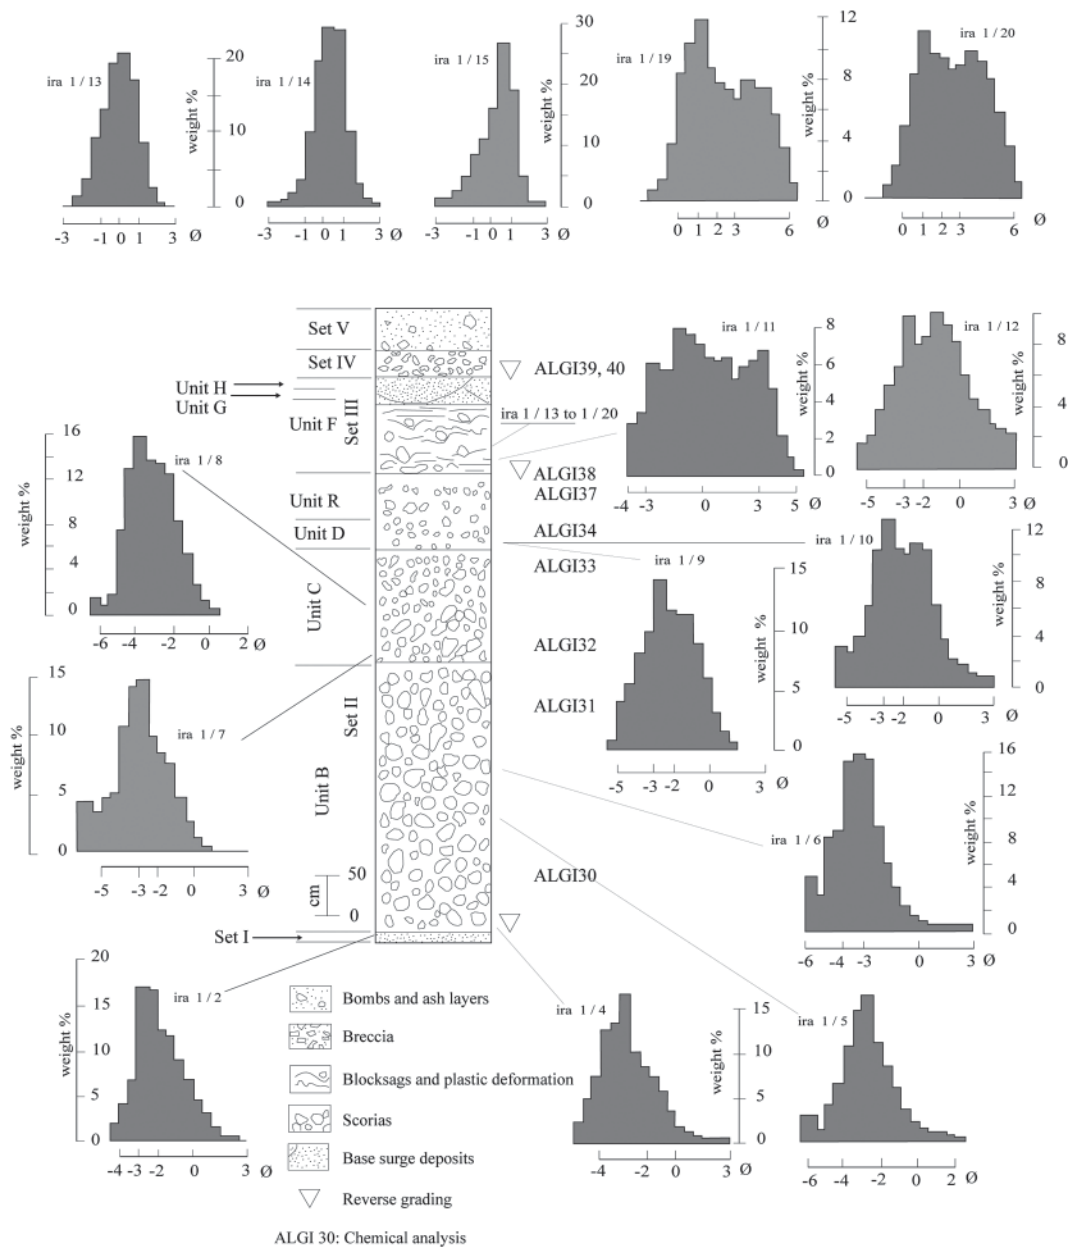 ira 1 / 13
20
10
0
weight %
-3 -1 0 1 3 Ø
ira 1 / 14
-3 -1 0 1 3 Ø
ira 1 / 15
30
20
10
0
weight %
-3 -1 0 1 3 Ø
ira 1 / 19
12
8
4
0
weight %
0 1 2 3 6 Ø
ira 1 / 20
0 1 2 3 6 Ø
Set V
Set IV
Unit H
Unit G
Unit F
Set III
Unit R
Unit D
Unit C
Set II
Unit B
50
cm
0
Set I
ALGI39, 40
ira 1 / 13 to 1 / 20
ALGI38
ALGI37
ALGI34
ALGI33
ALGI32
ALGI31
ALGI30
ira 1 / 11
8
6
4
2
0
weight %
-4 -3 0 3 5 Ø
ira 1 / 12
8
4
0
weight %
-5 -3 -2 0 3 Ø
16
12
8
4
0
weight %
ira 1 / 8
-6 -4 -2 0 2 Ø
ira 1 / 9
15
10
5
0
weight %
-5 -3 -2 0 3 Ø
ira 1 / 10
12
8
4
0
weight %
-5 -3 -2 0 3 Ø
15
10
5
0
weight %
ira 1 / 7
-5 -3 -2 0 3 Ø
ira 1 / 6
16
12
8
4
0
weight %
-6 -4 -3 0 3 Ø
20
15
10
5
0
weight %
ira 1 / 2
-4 -3 -2 0 3 Ø
ira 1 / 4
15
10
5
0
weight %
-4 -2 0 3 Ø
ira 1 / 5
-6 -4 -2 0 2 Ø
Bombs and ash layers
Breccia
Blocksags and plastic deformation
Scorias
Base surge deposits
Reverse grading
ALGI 30: Chemical analysis